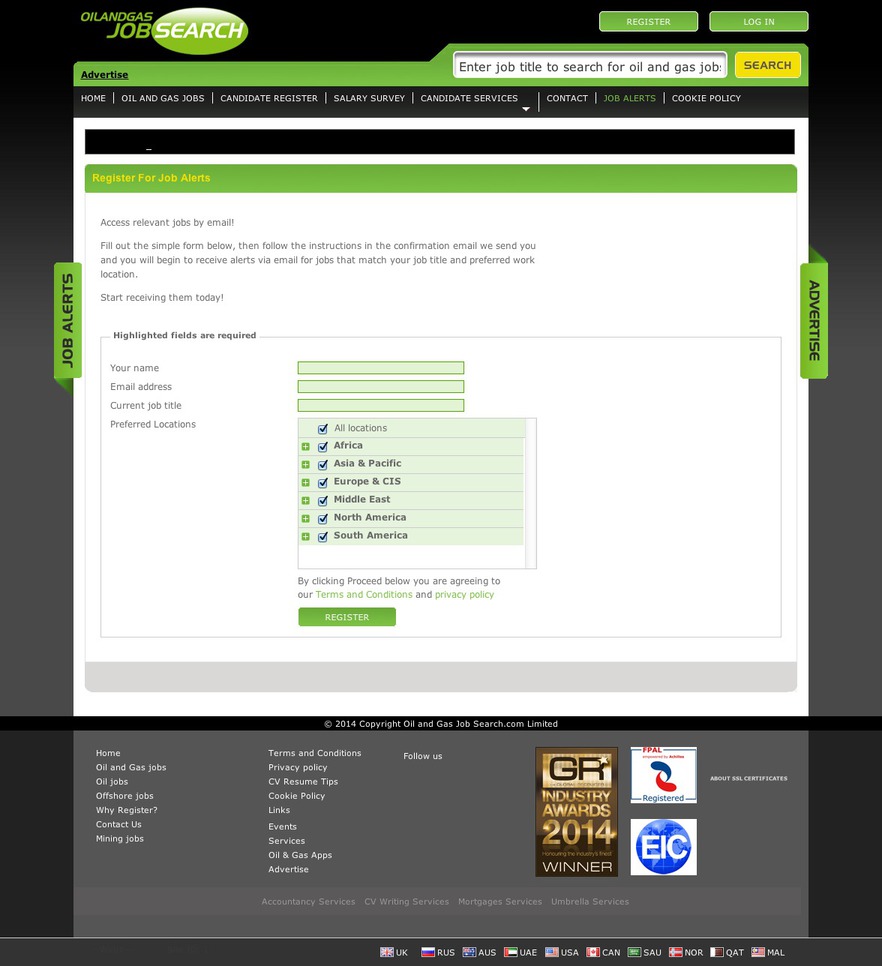 OILANDGAS
JOBSEARCH
REGISTER
LOG IN
Advertise
Enter job title to search for oil and gas jobs
SEARCH
HOME
OIL AND GAS JOBS
CANDIDATE REGISTER
SALARY SURVEY
CANDIDATE SERVICES
CONTACT
JOB ALERTS
COOKIE POLICY
Register For Job Alerts
Access relevant jobs by email!
Fill out the simple form below, then follow the instructions in the confirmation email we send you
and you will begin to receive alerts via email for jobs that match your job title and preferred work
location.
Start receiving them today!
JOB ALERTS
ADVERTISE
Highlighted fields are required
Your name
Email address
Current job title
Preferred Locations
All locations
Africa
Asia & Pacific
Europe & CIS
Middle East
North America
South America
By clicking Proceed below you are agreeing to
our Terms and Conditions and privacy policy
REGISTER
© 2014 Copyright Oil and Gas Job Search.com Limited
Home
Oil and Gas jobs
Oil jobs
Offshore jobs
Why Register?
Contact Us
Mining jobs
Terms and Conditions
Privacy policy
CV Resume Tips
Cookie Policy
Links
Events
Services
Oil & Gas Apps
Advertise
Follow us
GR
INDUSTRY
AWARDS
2014
Honouring the industry's finest
WINNER
FPAL
empowered by Achilles
Registered
EIC
ABOUT SSL CERTIFICATES
Accountancy Services
CV Writing Services
Mortgages Services
Umbrella Services
UK
RUS
AUS
UAE
USA
CAN
SAU
NOR
QAT
MAL